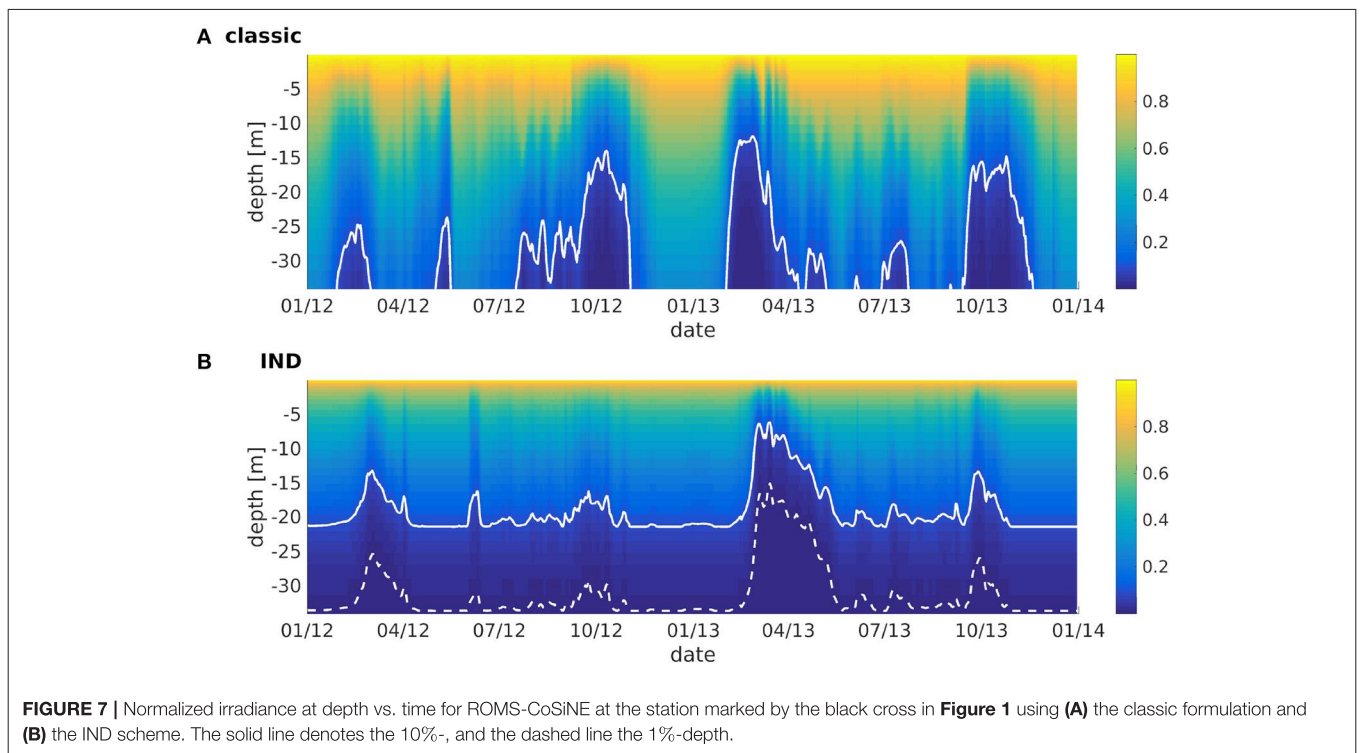 A classic
depth [m]
-5
-10
-15
-20
-25
-30
01/12 04/12 07/12 10/12 01/13 04/13 07/13 10/13 01/14
date
0.8
0.6
0.4
0.2
B IND
depth [m]
-5
-10
-15
-20
-25
-30
01/12 04/12 07/12 10/12 01/13 04/13 07/13 10/13 01/14
date
0.8
0.6
0.4
0.2
FIGURE 7 | Normalized irradiance at depth vs. time for ROMS-CoSiNE at the station marked by the black cross in Figure 1 using (A) the classic formulation and
(B) the IND scheme. The solid line denotes the 10%-, and the dashed line the 1%-depth.